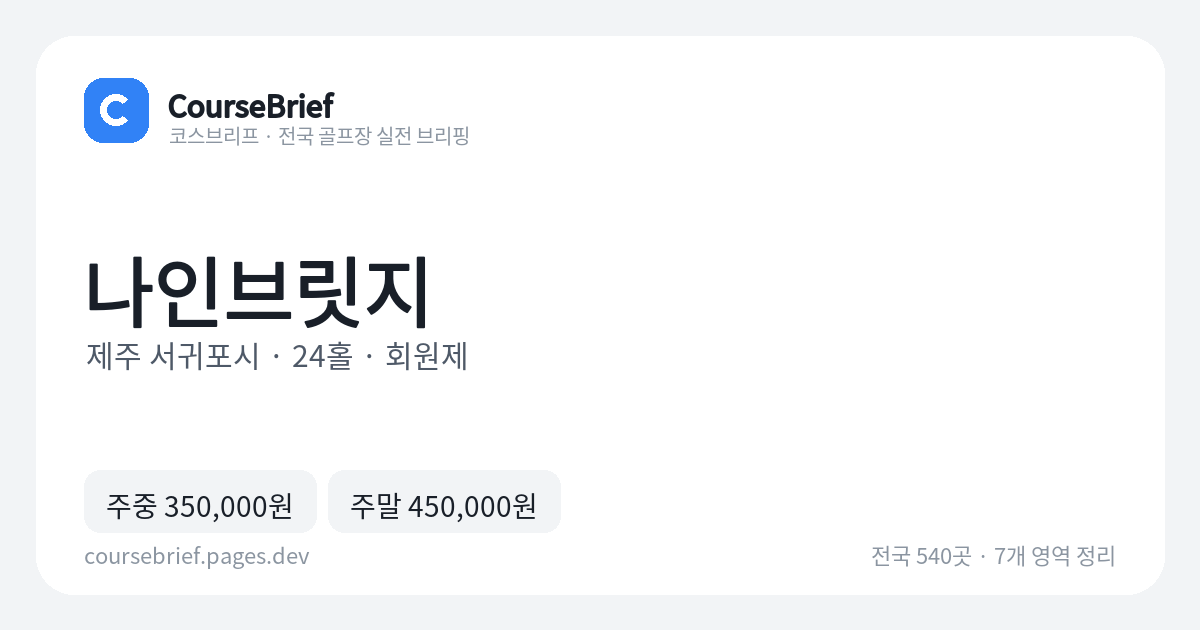 C
CourseBrief
코스브리프 · 전국 골프장 실전 브리핑
나인브릿지
제주 서귀포시 · 24홀 · 회원제
주중 350,000원 주말 450,000원
coursebrief.pages.dev 전국 540곳 · 7개 영역 정리